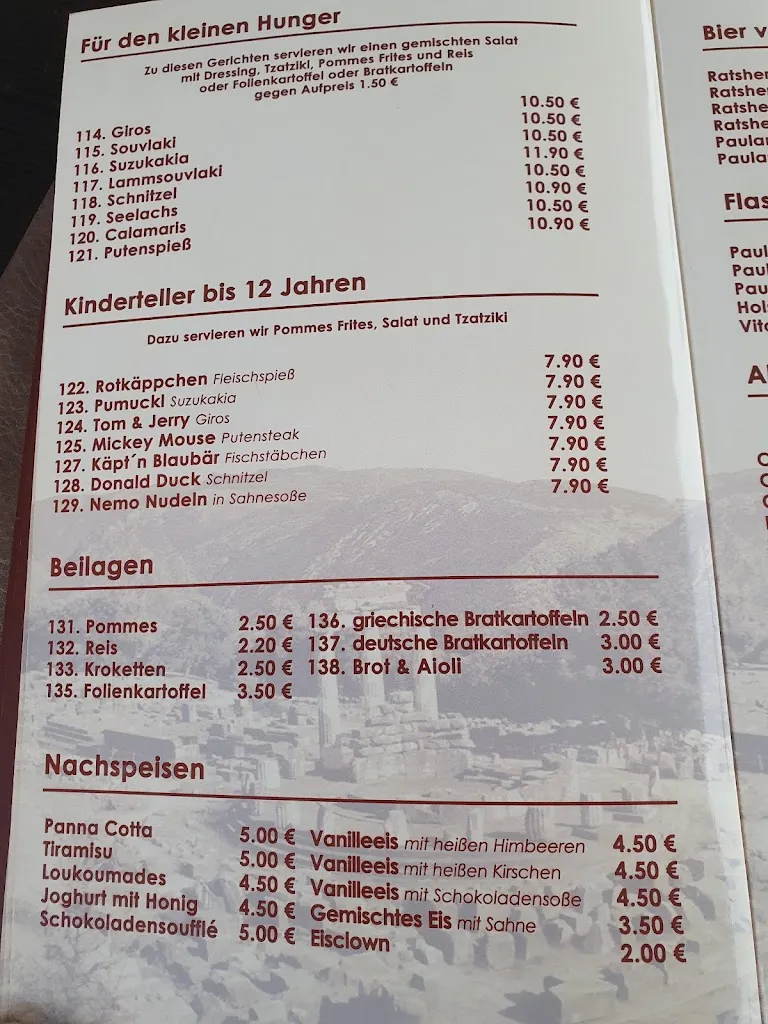 Für den kleinen Hunger
Zu diesen Gerichten servieren wir einen gemischten Salat
mit Dressing, Tzatziki, Pommes Frites und Reis
oder Folienkartoffel oder Bratkartoffeln
gegen Aufpreis 1.50 €
114. Giros 10.50 €
115. Souvlaki 10.50 €
116. Suzukakia 10.50 €
117. Lammsouvlaki 11.90 €
118. Schnitzel 10.50 €
119. Seelachs 10.90 €
120. Calamaris 10.50 €
121. Putenspieß 10.90 €
Kinderteller bis 12 Jahren
Dazu servieren wir Pommes Frites, Salat und Tzatziki
122. Rotkäppchen Fleischspieß 7.90 €
123. Pumuckl Suzukakia 7.90 €
124. Tom & Jerry Giros 7.90 €
125. Mickey Mouse Putensteak 7.90 €
127. Käpt´n Blaubär Fischstäbchen 7.90 €
128. Donald Duck Schnitzel 7.90 €
129. Nemo Nudeln in Sahnesoße 7.90 €
Beilagen
131. Pommes 2.50 € 136. griechische Bratkartoffeln 2.50 €
132. Reis 2.20 € 137. deutsche Bratkartoffeln 3.00 €
133. Kroketten 2.50 € 138. Brot & Aioli 3.00 €
135. Folienkartoffel 3.50 €
Nachspeisen
Panna Cotta 5.00 € Vanilleeis mit heißen Himbeeren 4.50 €
Tiramisu 5.00 € Vanilleeis mit heißen Kirschen 4.50 €
Loukoumades 4.50 € Vanilleeis mit Schokoladensoße 4.50 €
Joghurt mit Honig 4.50 € Gemischtes Eis mit Sahne 3.50 €
Schokoladensoufflé 5.00 € Eisclown 2.00 €
Bier v
Ratsher
Ratsher
Ratshe
Ratshe
Paular
Paula
Flas
Paul
Paul
Pau
Hol
Vita